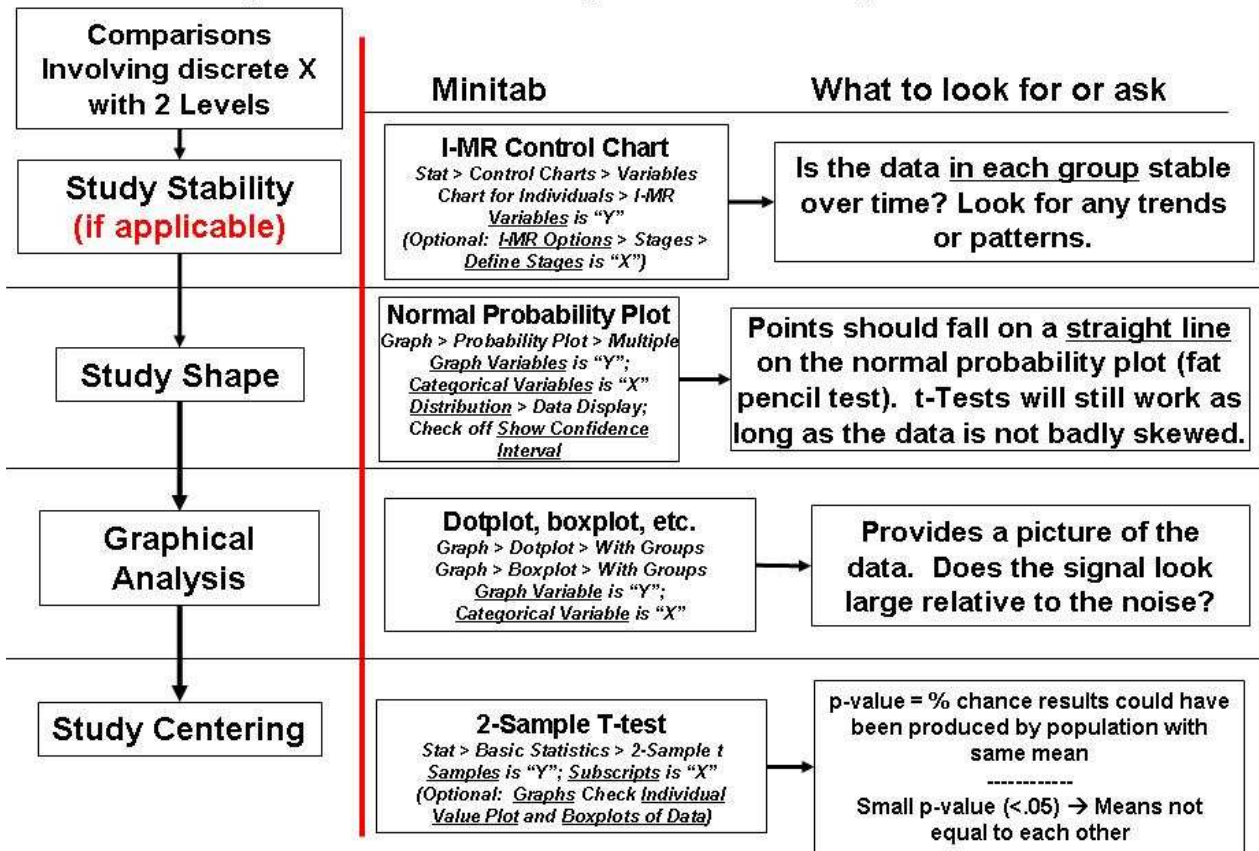 Comparisons
Involving discrete X
with 2 Levels
Minitab
What to look for or ask
Study Stability
(if applicable)
I-MR Control Chart
Stat > Control Charts > Variables
Chart for Individuals > I-MR
Variables is “Y”
(Optional: I-MR Options > Stages >
Define Stages is “X”)
Is the data in each group stable
over time? Look for any trends
or patterns.
Study Shape
Normal Probability Plot
Graph > Probability Plot > Multiple
Graph Variables is “Y”;
Categorical Variables is “X”
Distribution > Data Display;
Check off Show Confidence
Interval
Points should fall on a straight line
on the normal probability plot (fat
pencil test). t-Tests will still work as
long as the data is not badly skewed.
Graphical
Analysis
Dotplot, boxplot, etc.
Graph > Dotplot > With Groups
Graph > Boxplot > With Groups
Graph Variable is “Y”;
Categorical Variable is “X”
Provides a picture of the
data. Does the signal look
large relative to the noise?
Study Centering
2-Sample T-test
Stat > Basic Statistics > 2-Sample t
Samples is “Y”; Subscripts is “X”
(Optional: Graphs Check Individual
Value Plot and Boxplots of Data)
p-value = % chance results could have
been produced by population with
same mean
------------
Small p-value (<.05) → Means not
equal to each other